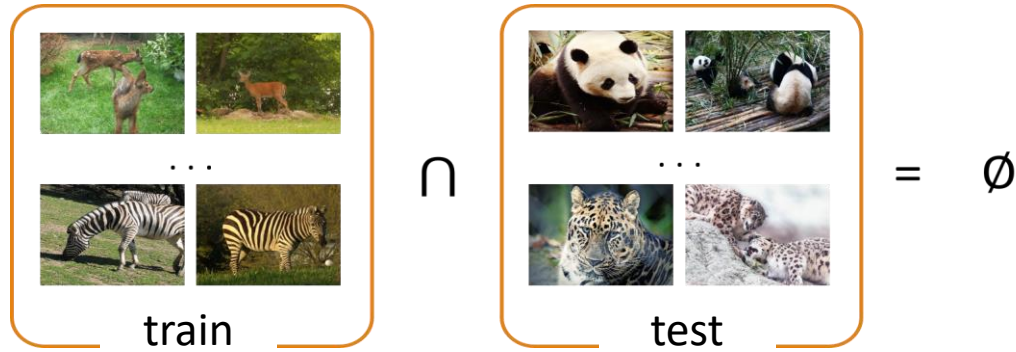 . . .
. . .
∩
= ∅
train
test